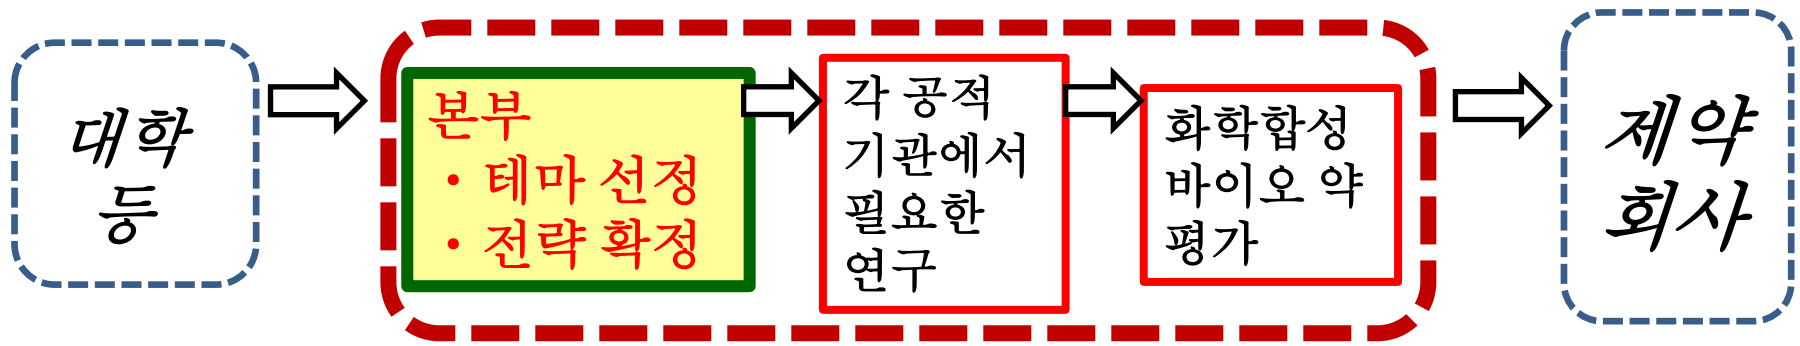 대학
등
본부
• 테마 선정
• 전략 확정
각 공적
기관에서
필요한
연구
화학합성
바이오 약
평가
제약
회사